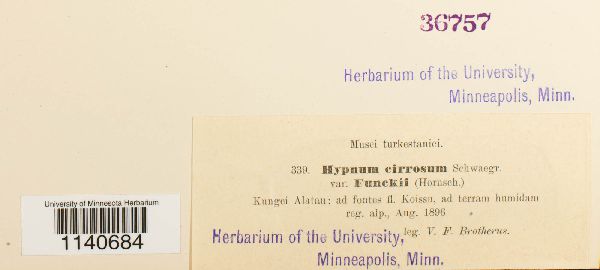 36757
Herbarium of the University,
Minneapolis, Minn.
Musci turkestanici.
339. Hypnum cirrosum Schwaegr.
var. Funckii (Hornsch.)
Kungei Alatau: ad fontes fl. Koissu, ad terram humidam
reg. alp., Aug. 1896
leg. V. F. Brotherus.
Herbarium of the University,
Minneapolis, Minn.
University of Minnesota Herbarium
1140684